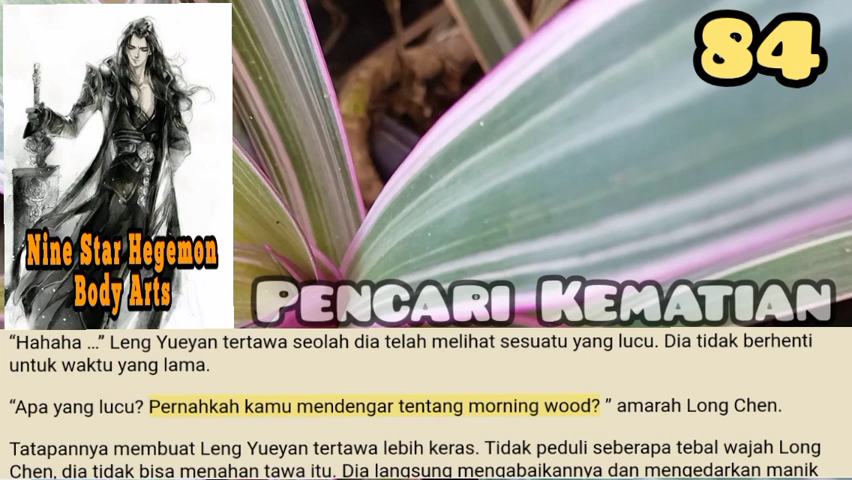 84
Nine Star Hegemon
Body Arts
PENCARI KEMATIAN
“Hahaha ...” Leng Yueyan tertawa seolah dia telah melihat sesuatu yang lucu. Dia tidak berhenti
untuk waktu yang lama.
“Apa yang lucu? Pernahkah kamu mendengar tentang morning wood? ” amarah Long Chen.
Tatapannya membuat Leng Yueyan tertawa lebih keras. Tidak peduli seberapa tebal wajah Long
Chen, dia tidak bisa menahan tawa itu. Dia langsung mengabaikannya dan mengedarkan manik